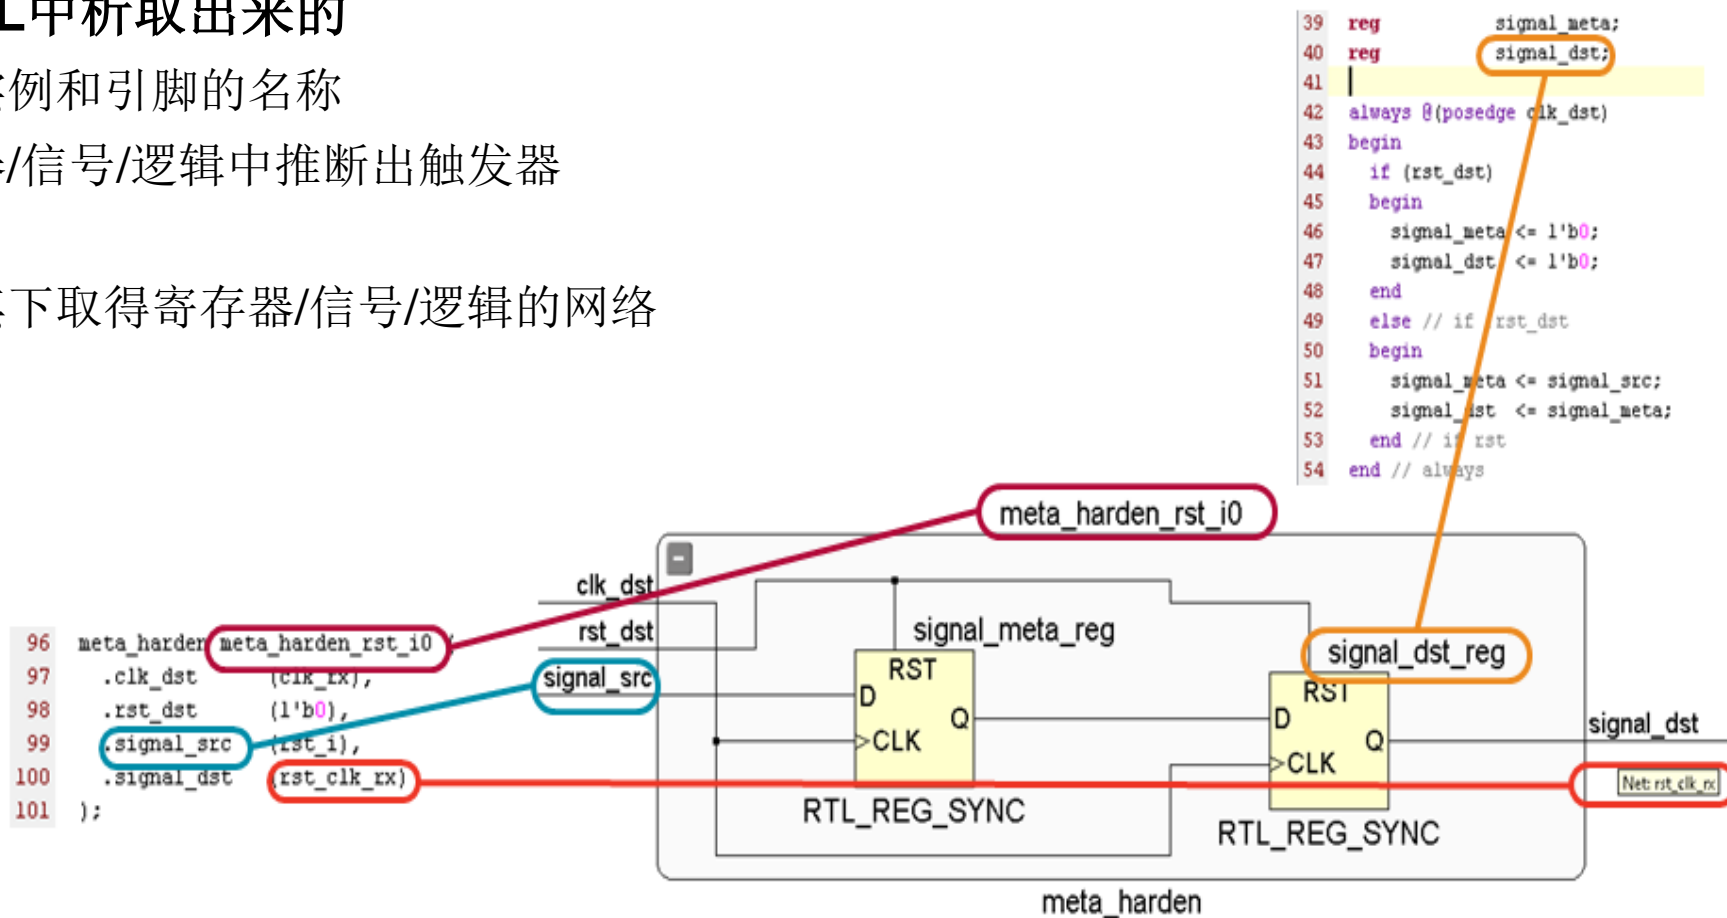 L中析取出来的
例和引脚的名称
/信号/逻辑中推断出触发器
下取得寄存器/信号/逻辑的网络
39 reg signal_meta;
40 reg signal_dst;
41
42 always @(posedge clk_dst)
43 begin
44 if (rst_dst)
45 begin
46 signal_meta <= 1'b0;
47 signal_dst <= 1'b0;
48 end
49 else // if rst_dst
50 begin
51 signal_meta <= signal_src;
52 signal_dst <= signal_meta;
53 end // if rst
54 end // always
meta_harden_rst_i0
clk_dst
rst_dst
signal_src
96 meta_harden meta_harden_rst_i0 (
97 .clk_dst (clk_rx),
98 .rst_dst (1'b0),
99 .signal_src (rst_i),
100 .signal_dst (rst_clk_rx)
101 );
signal_meta_reg
RST
D
Q
CLK
RTL_REG_SYNC
signal_dst_reg
RST
D
Q
CLK
RTL_REG_SYNC
signal_dst
Net: rst_clk_rx
meta_harden